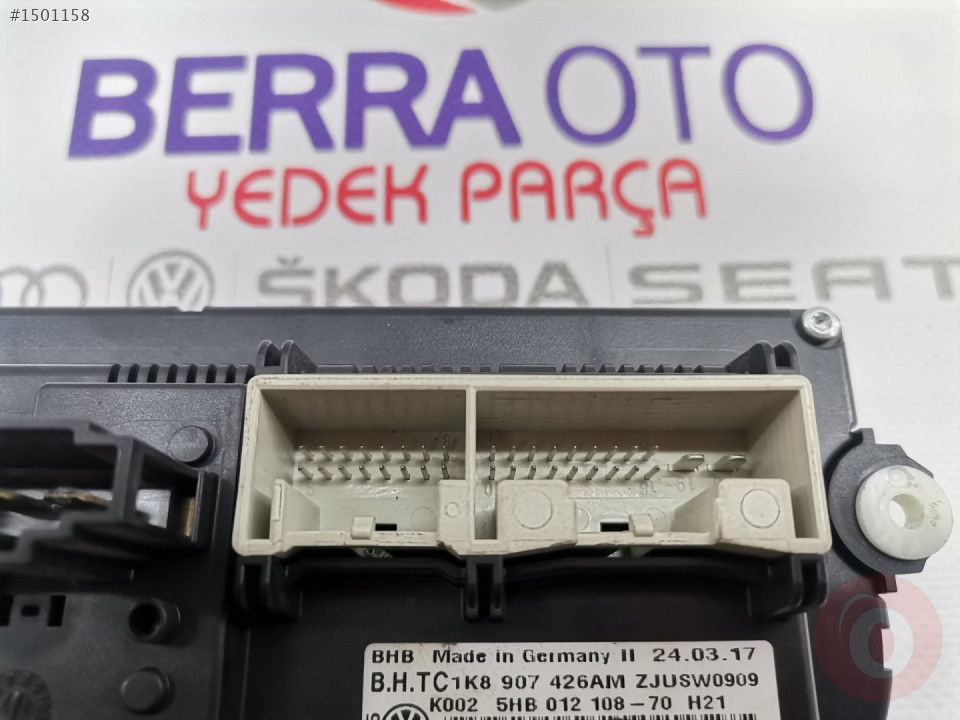 #1501158
BERRA OTO
YEDEK PARÇA
ŠKODA SEAT
BHB Made in Germany II 24.03.17
B.H.TC 1K8 907 426AM ZJUSW0909
K002 5HB 012 108-70 H21